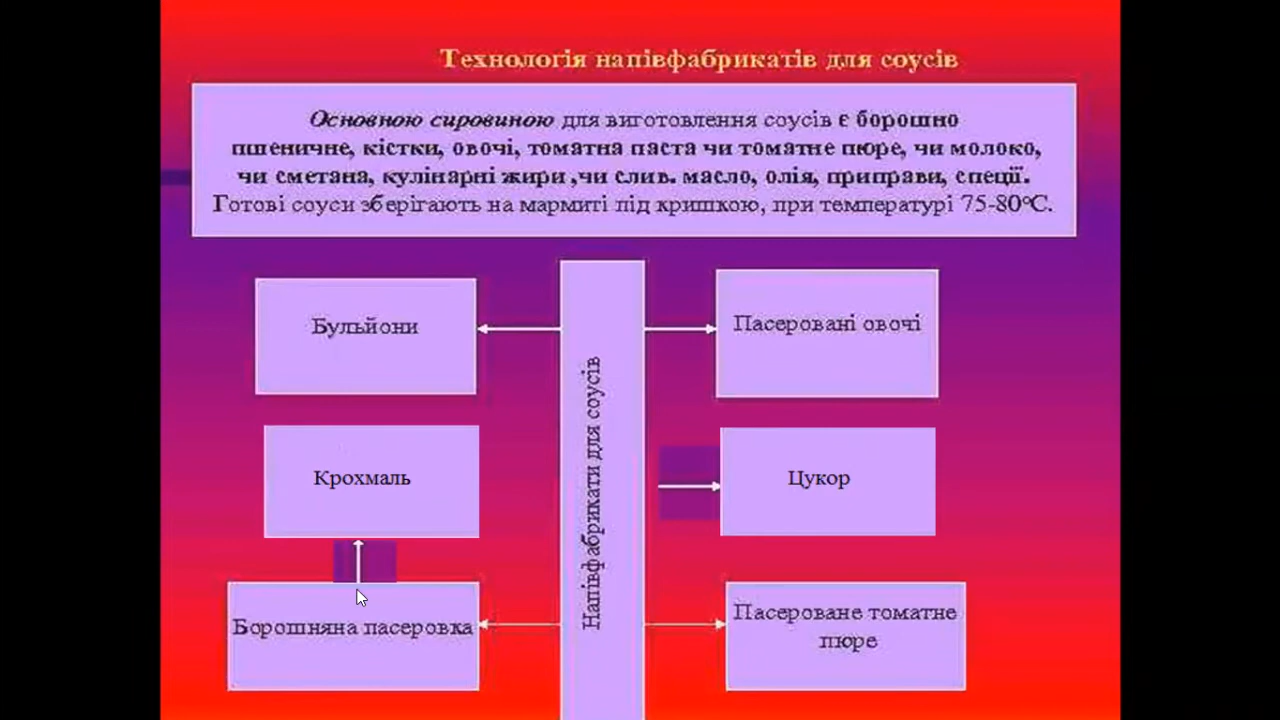 Технологія напівфабрикатів для соусів
Основною сировиною для виготовлення соусів є борошно
пшеничне, кістки, овочі, томатна паста чи томатне пюре, чи молоко,
чи сметана, кулінарні жири ,чи слив. масло, олія, приправи, спеції.
Готові соуси зберігають на марміті під кришкою, при температурі 75-80°С.
Бульйони
Пасеровані овочі
Напівфабрикати для соусів
Крохмаль
Цукор
Борошняна пасеровка
Пасероване томатне
пюре